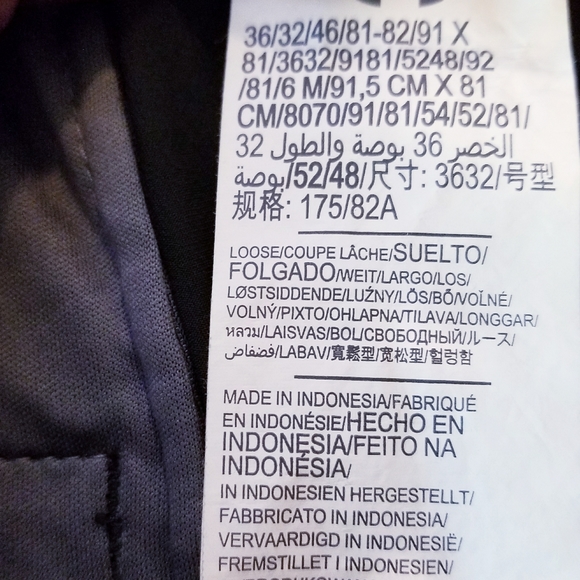 36/32/46/81-82/91 X
81/3632/9181/5248/92
/81/6 M/91,5 CM X 81
CM/8070/91/81/54/52/81/
الخصر 36 بوصة والطول 32
بوصة/52/48/尺寸: 3632/号型
规格: 175/82A
LOOSE/COUPE LÂCHE/SUELTO/
FOLGADO/WEIT/LARGO/LOS/
LØSTSIDDENDE/LUŹNY/LÖS/BŐ/VOLNÉ/
VOLNÝ/PIXTO/OHLAPNA/TILAVA/LONGGAR/
หลวม/LAISVAS/BOL/СВОБОДНЫЙ/ルース/
فضفاض/LABAV/寬鬆型/宽松型/헐렁함
MADE IN INDONESIA/FABRIQUÉ
EN INDONÉSIE/HECHO EN
INDONESIA/FEITO NA
INDONÉSIA/
IN INDONESIEN HERGESTELLT/
FABBRICATO IN INDONESIA/
VERVAARDIGD IN INDONESIË/
FREMSTILLET I INDONESIEN/